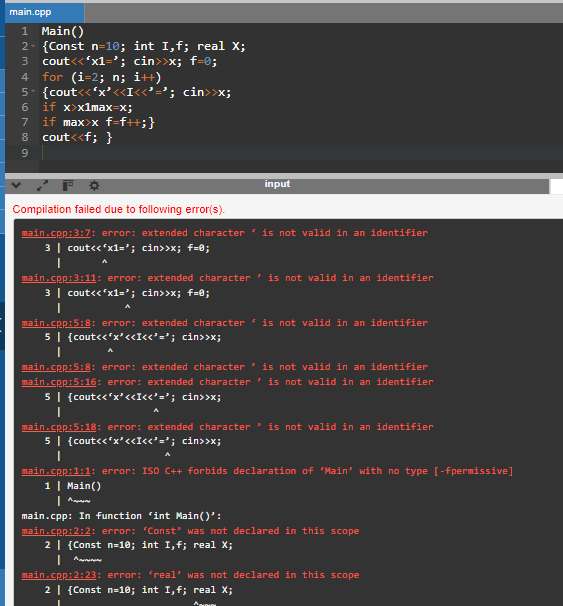 main.cpp
1 Main()
2 {Const n=10; int I,f; real X;
3 cout<<‘x1=’; cin>>x; f=0;
4 for (i=2; n; i++)
5 {cout<<‘x’<<I<<’=’; cin>>x;
6 if x>x1max=x;
7 if max>x f=f++;}
8 cout<<f; }
9
input
Compilation failed due to following error(s).
main.cpp:3:7: error: extended character ‘ is not valid in an identifier
3 | cout<<‘x1=’; cin>>x; f=0;
| ^
main.cpp:3:11: error: extended character ’ is not valid in an identifier
3 | cout<<‘x1=’; cin>>x; f=0;
| ^
main.cpp:5:8: error: extended character ‘ is not valid in an identifier
5 | {cout<<‘x’<<I<<’=’; cin>>x;
| ^
main.cpp:5:8: error: extended character ’ is not valid in an identifier
main.cpp:5:16: error: extended character ’ is not valid in an identifier
5 | {cout<<‘x’<<I<<’=’; cin>>x;
| ^
main.cpp:5:18: error: extended character ’ is not valid in an identifier
5 | {cout<<‘x’<<I<<’=’; cin>>x;
| ^
main.cpp:1:1: error: ISO C++ forbids declaration of ‘Main’ with no type [-fpermissive]
1 | Main()
| ^~~~
main.cpp: In function ‘int Main()’:
main.cpp:2:2: error: ‘Const’ was not declared in this scope
2 | {Const n=10; int I,f; real X;
| ^~~~~
main.cpp:2:23: error: ‘real’ was not declared in this scope
2 | {Const n=10; int I,f; real X;
| ^~~~